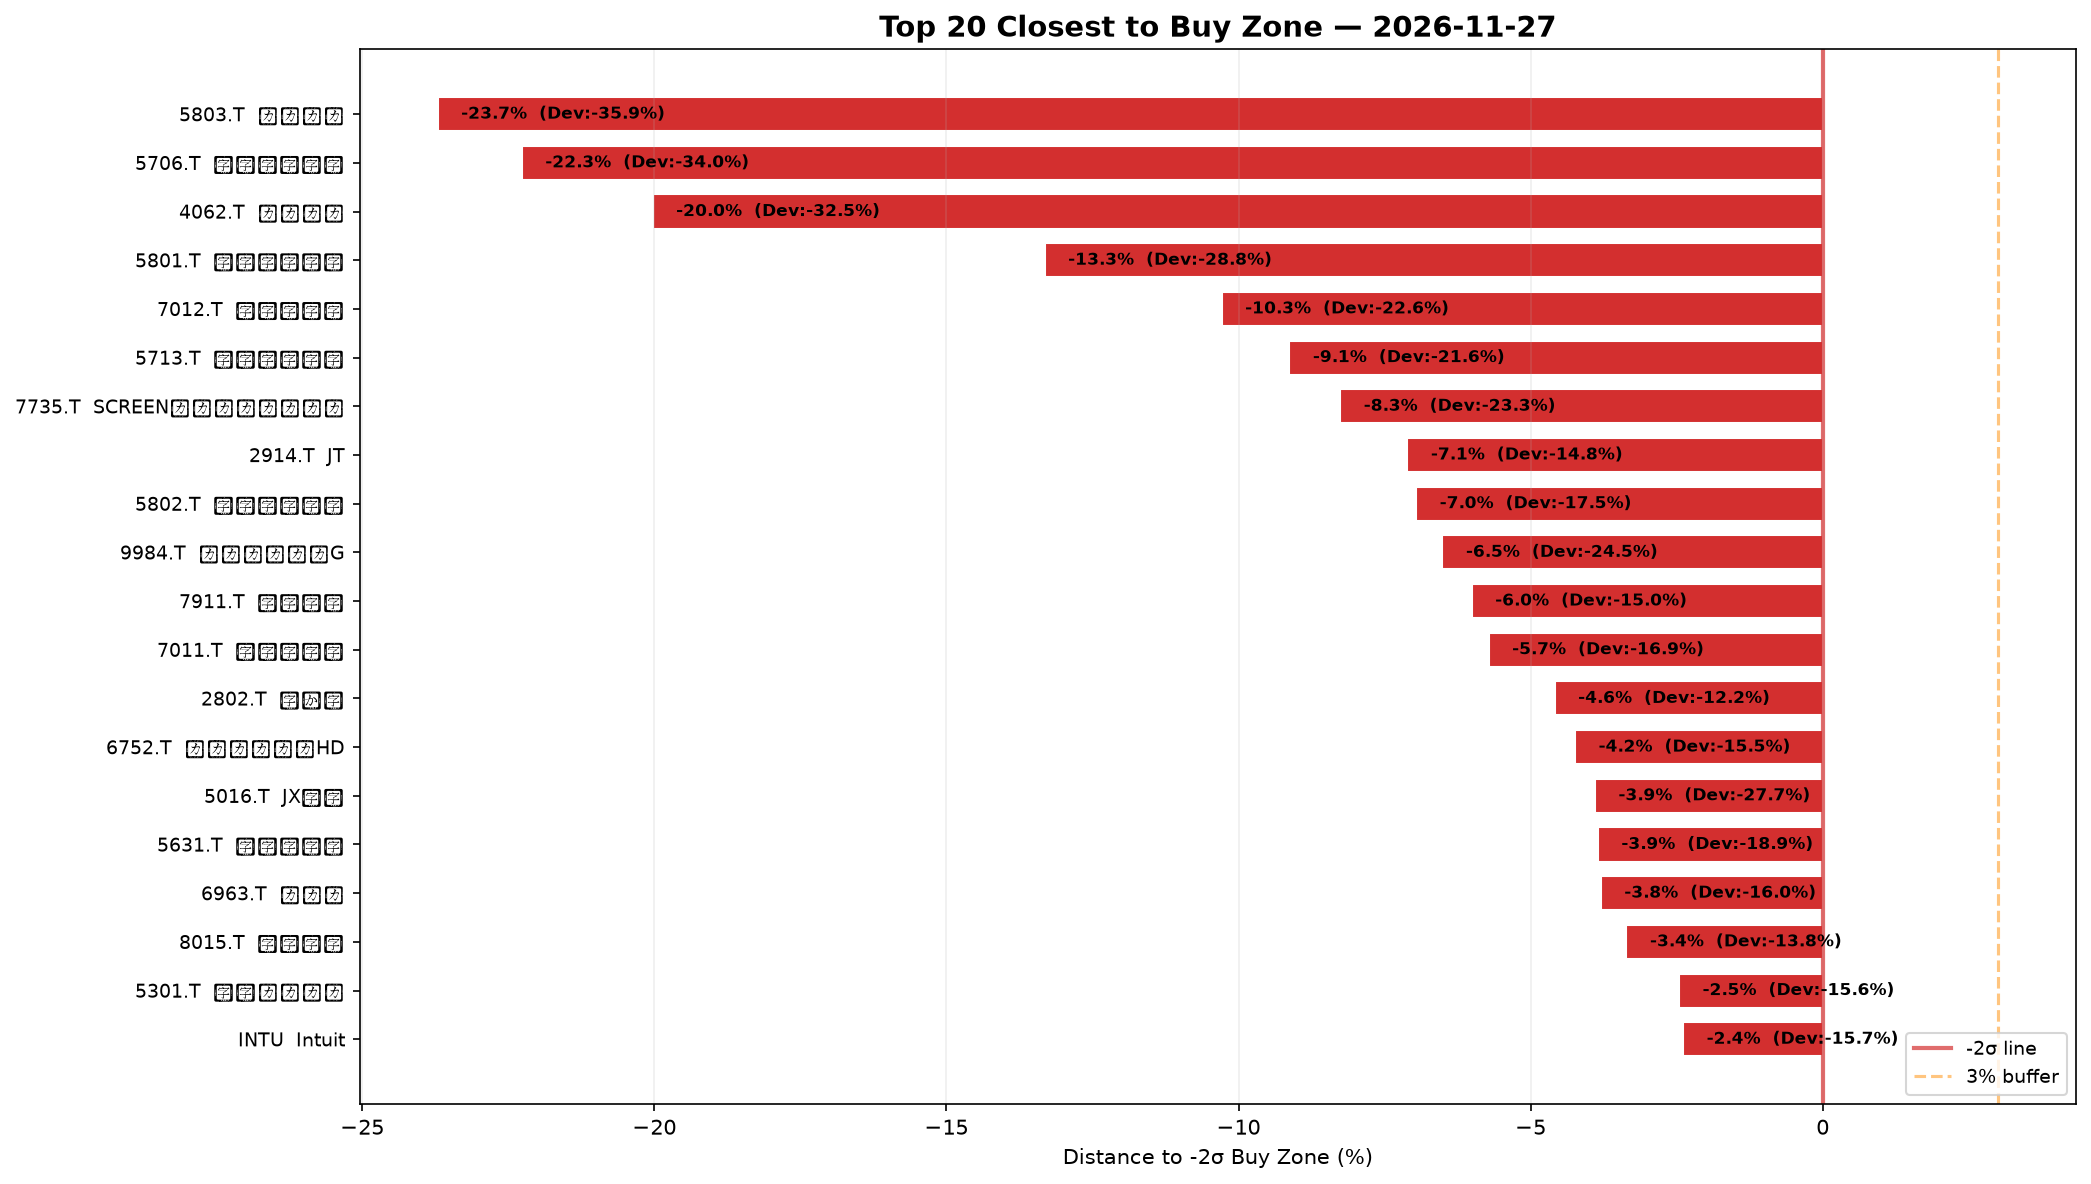 Top 20 Closest to Buy Zone — 2026-11-27
5803.T
-23.7% (Dev:-35.9%)
5706.T
-22.3% (Dev:-34.0%)
4062.T
-20.0% (Dev:-32.5%)
5801.T
-13.3% (Dev:-28.8%)
7012.T
-10.3% (Dev:-22.6%)
5713.T
-9.1% (Dev:-21.6%)
7735.T SCREEN
-8.3% (Dev:-23.3%)
2914.T JT
-7.1% (Dev:-14.8%)
5802.T
-7.0% (Dev:-17.5%)
9984.T G
-6.5% (Dev:-24.5%)
7911.T
-6.0% (Dev:-15.0%)
7011.T
-5.7% (Dev:-16.9%)
2802.T
-4.6% (Dev:-12.2%)
6752.T HD
-4.2% (Dev:-15.5%)
5016.T JX
-3.9% (Dev:-27.7%)
5631.T
-3.9% (Dev:-18.9%)
6963.T
-3.8% (Dev:-16.0%)
8015.T
-3.4% (Dev:-13.8%)
5301.T
-2.5% (Dev:-15.6%)
INTU Intuit
-2.4% (Dev:-15.7%)
-2σ line
3% buffer
−25 −20 −15 −10 −5 0
Distance to -2σ Buy Zone (%)